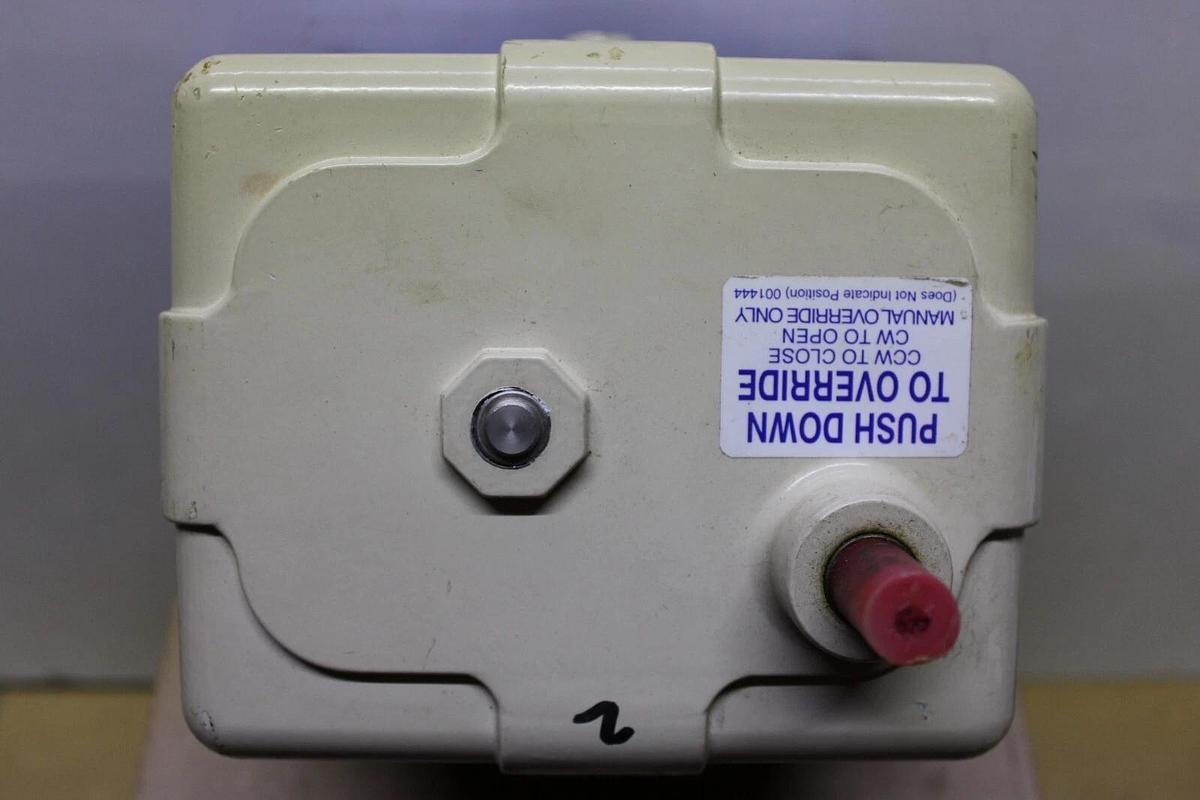 PUSH DOWN
TO OVERRIDE
CCW TO CLOSE
CW TO OPEN
MANUAL OVERRIDE ONLY
(Does Not Indicate Position) 001444
2